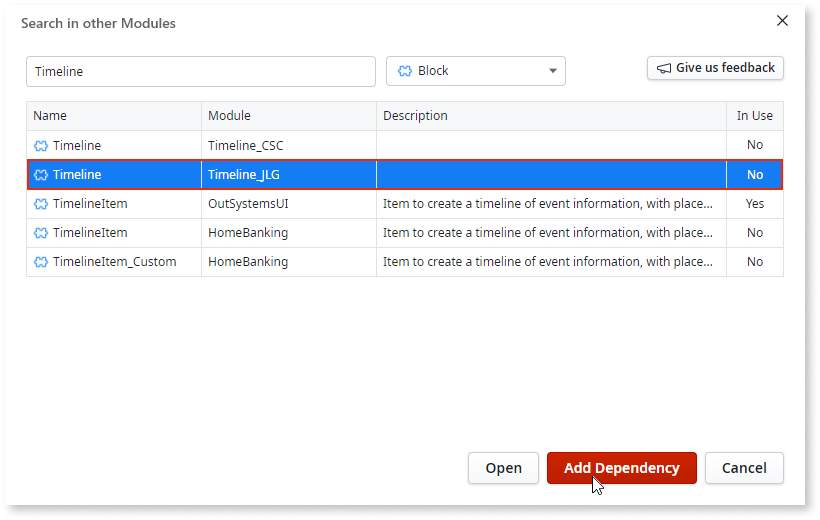 Search in other Modules
Timeline Block Give us feedback
Name Module Description In Use
Timeline Timeline_CSC No
Timeline Timeline_JLG No
TimelineItem OutSystemsUI Item to create a timeline of event information, with place... Yes
TimelineItem HomeBanking Item to create a timeline of event information, with place... No
TimelineItem_Custom HomeBanking Item to create a timeline of event information, with place... No
Open Add Dependency Cancel